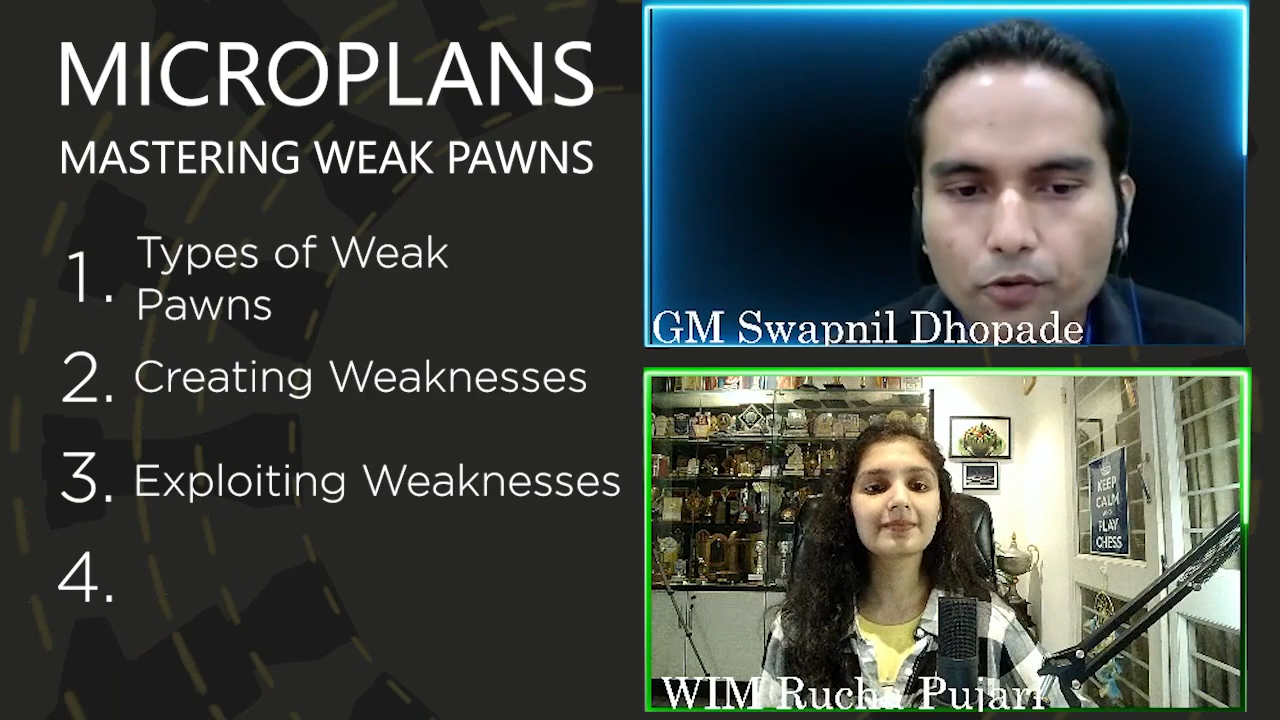 MICROPLANS
MASTERING WEAK PAWNS
1. Types of Weak
Pawns
2. Creating Weaknesses
3. Exploiting Weaknesses
4.
GM Swapnil Dhopade
KEEP
CALM
AND
PLAY
CHESS
WIM Rucha Pujari